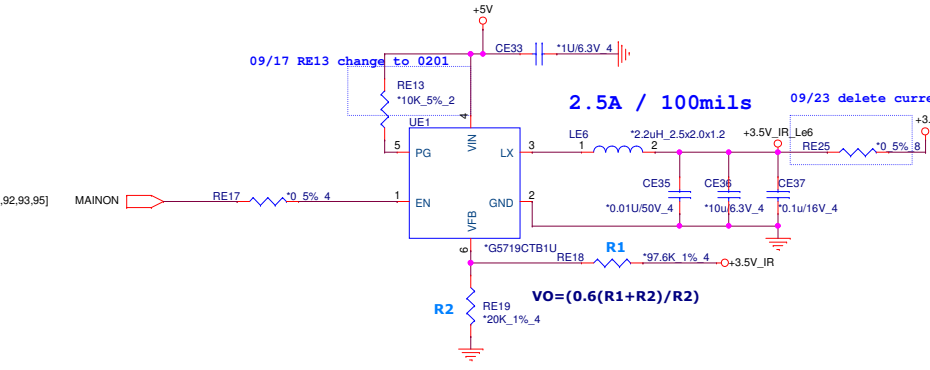 +5V
CE33
*1U/6.3V_4
09/17 RE13 change to 0201
RE13
*10K_5%_2
2.5A / 100mils
09/23 delete curre
UE1
4
VIN
5
PG
LX
3
LE6
1
2
*2.2uH_2.5x2.0x1.2
+3.5V_IR_Le6
RE25
*0_5%_8
+3.
,92,93,95]
MAINON
RE17
*0_5%_4
1
EN
GND
2
VFB
6
CE35
CE36
CE37
*0.01U/50V_4
*10u/6.3V_4
*0.1u/16V_4
*G5719CTB1U
R1
RE18
*97.6K_1%_4
+3.5V_IR
R2
RE19
*20K_1%_4
VO=(0.6(R1+R2)/R2)